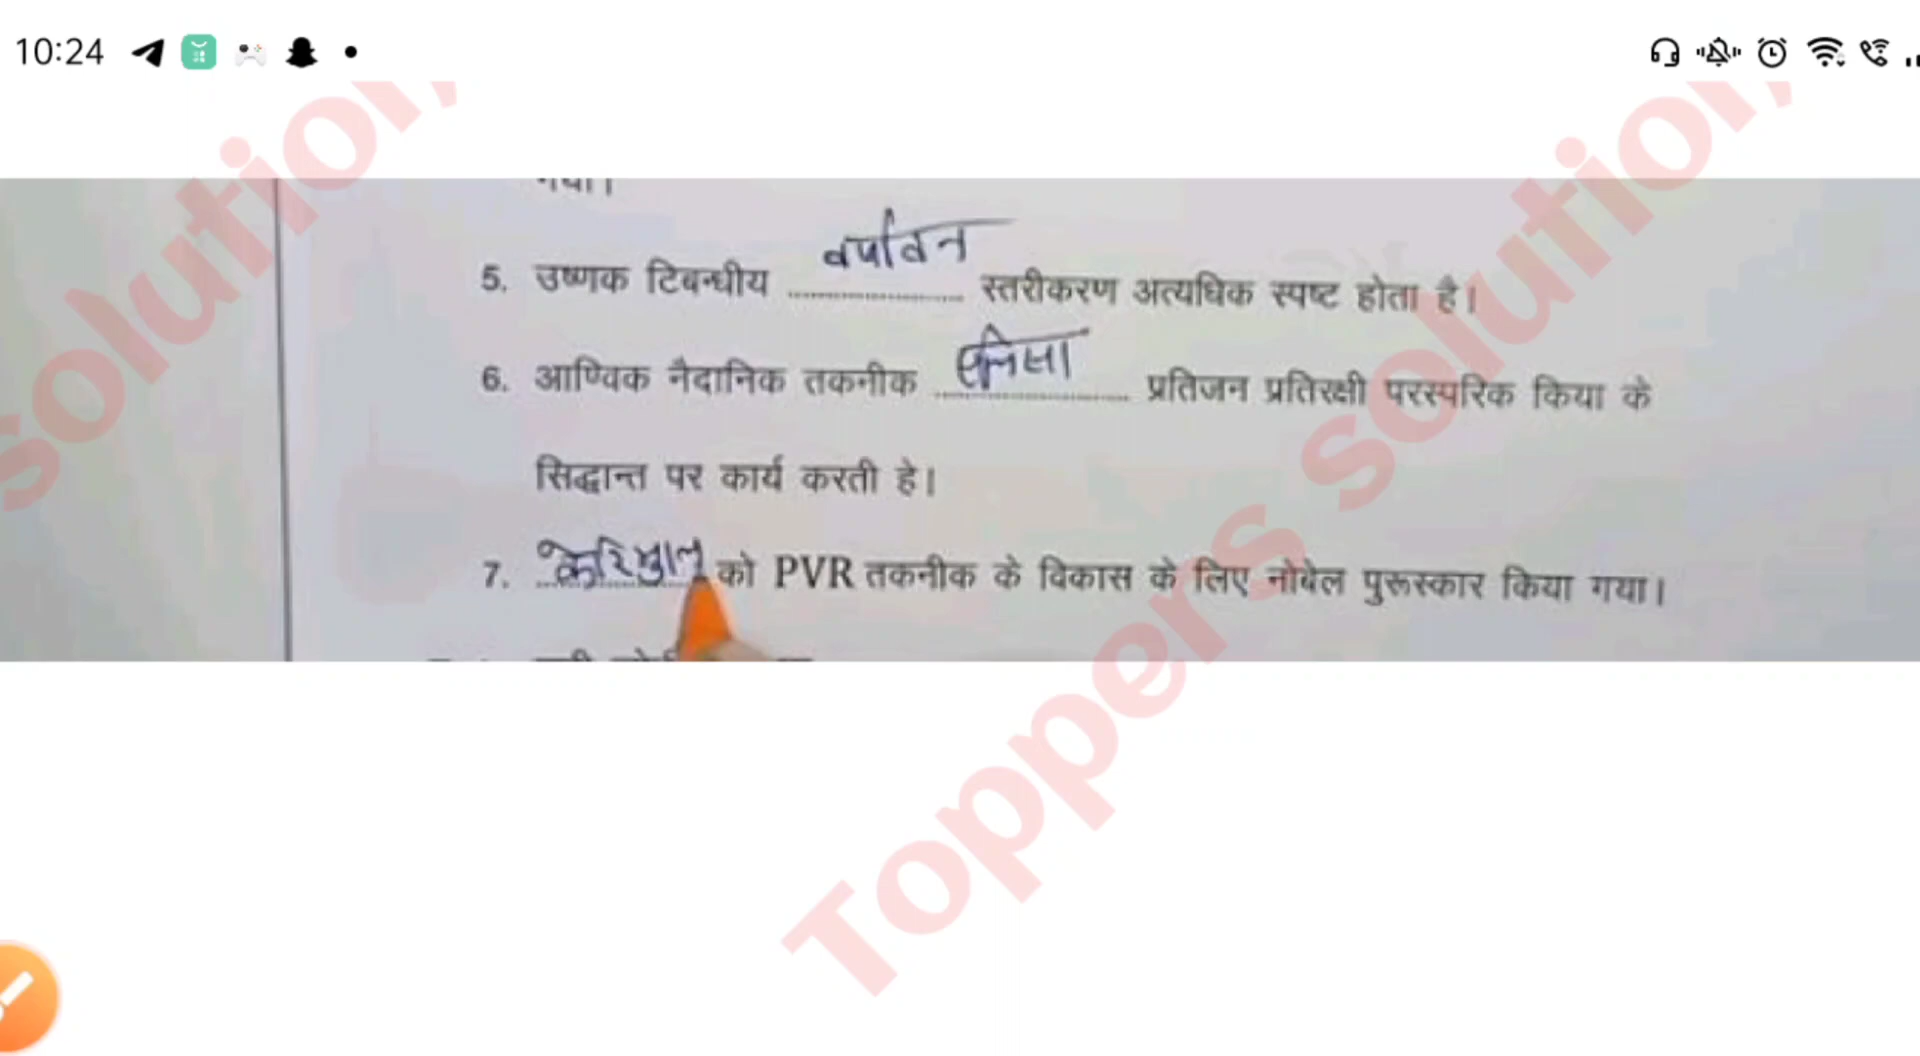 10:24
गया।
वर्षावन
5. उष्णक टिबन्धीय .................... स्तरीकरण अत्यधिक स्पष्ट होता है।
एलिसा
6. आण्विक नैदानिक तकनीक .................... प्रतिजन प्रतिरक्षी परस्परिक किया के
सिद्धान्त पर कार्य करती हे।
7. को PVR तकनीक के विकास के लिए नोबेल पुरूस्कार किया गया।
Toppers solution,
solution,